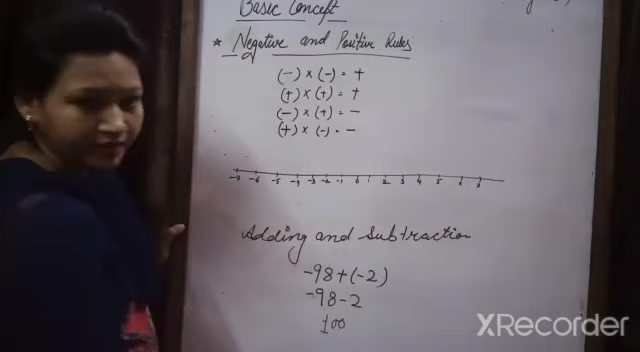 Basic Concept
* Negative and Positive Rules
(-) × (-) = +
(+) × (+) = +
(-) × (+) = -
(+) × (-) = -
-7 -6 -5 -4 -3 -2 -1 0 1 2 3 4 5 6
Adding and Subtraction
-98+(-2)
-98-2
100
XRecorder